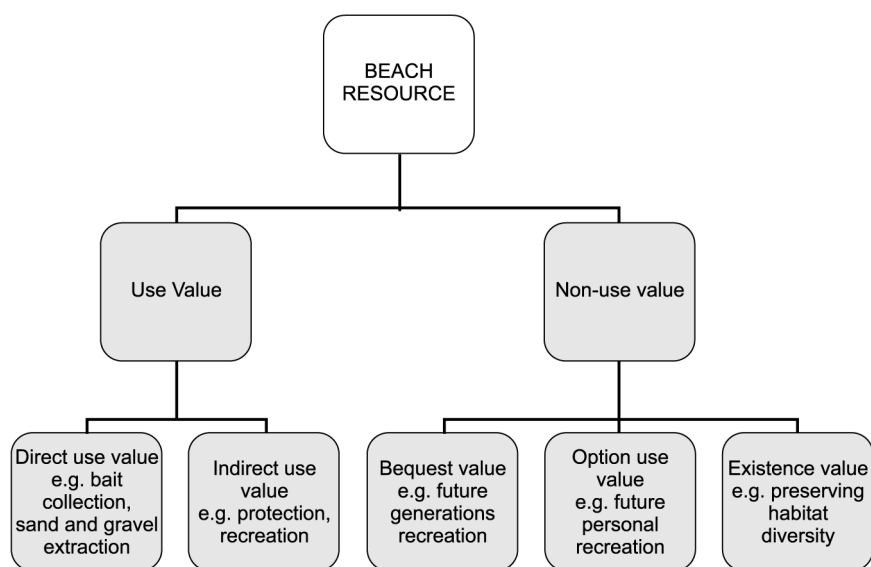 BEACH
RESOURCE
Use Value
Non-use value
Direct use value
e.g. bait
collection,
sand and gravel
extraction
Indirect use
value
e.g. protection,
recreation
Bequest value
e.g. future
generations
recreation
Option use
value
e.g. future
personal
recreation
Existence value
e.g. preserving
habitat
diversity